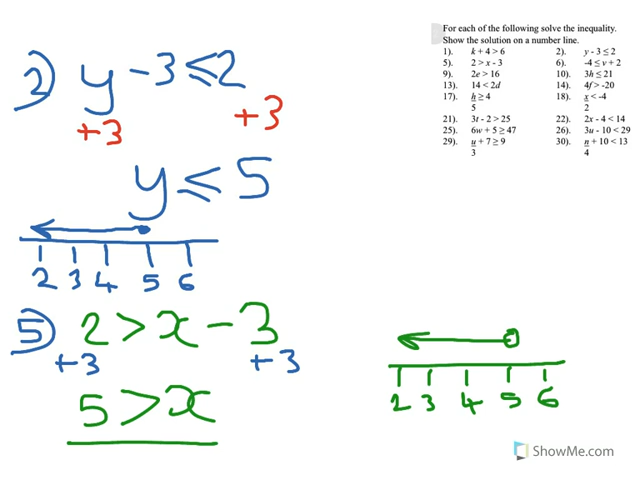 2) y - 3 ≤ 2
+3 +3
y ≤ 5
2 3 4 5 6
5) 2 > x - 3
+3 +3
5 > x
For each of the following solve the inequality.
Show the solution on a number line.
1). k + 4 > 6 2). y - 3 ≤ 2
5). 2 > x - 3 6). -4 ≤ v + 2
9). 2e > 16 10). 3h ≤ 21
13). 14 < 2d 14). 4f > -20
17). h ≥ 4 18). x < -4
5 2
21). 3t - 2 > 25 22). 2x - 4 < 14
25). 6w + 5 ≥ 47 26). 3u - 10 < 29
29). u + 7 ≥ 9 30). n + 10 < 13
3 4
2 3 4 5 6
ShowMe.com